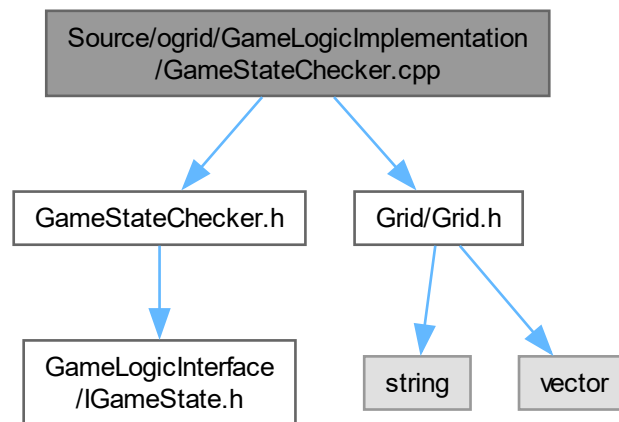 Source/ogrid/GameLogicImplementation
/GameStateChecker.cpp
GameStateChecker.h
Grid/Grid.h
GameLogicInterface
/IGameState.h
string
vector